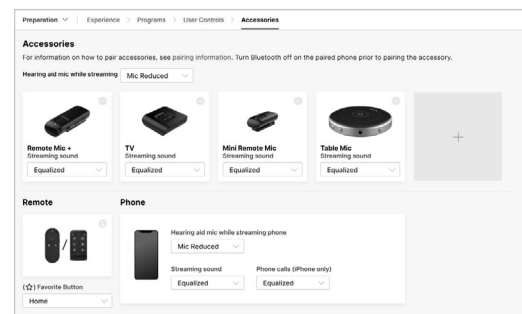 Preparation Experience > Programs > User Controls > Accessories
Accessories
For information on how to pair accessories, see pairing information. Turn Bluetooth off on the paired phone prior to pairing the accessory.
Hearing aid mic while streaming Mic Reduced
Remote Mic +
Streaming sound
Equalized
TV
Streaming sound
Equalized
Mini Remote Mic
Streaming sound
Equalized
Table Mic
Streaming sound
Equalized
+
Remote
/
(☆) Favorite Button
Home
Phone
Hearing aid mic while streaming phone
Mic Reduced
Streaming sound
Equalized
Phone calls (iPhone only)
Equalized